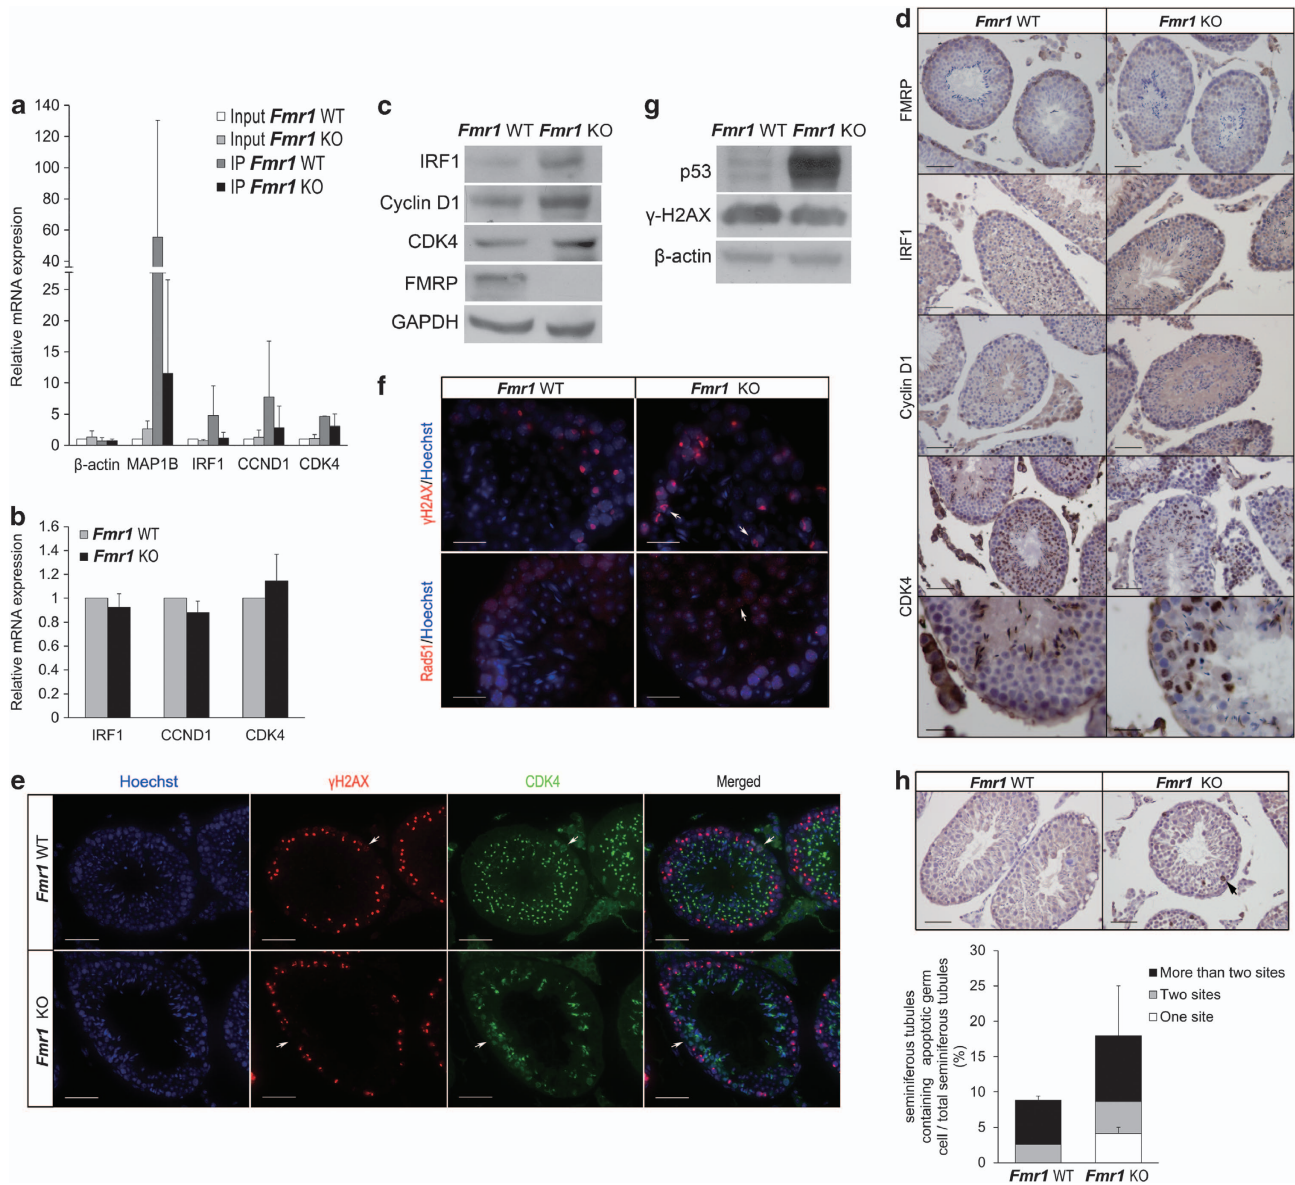 a
140
120
100
80
60
40
25
20
15
10
5
0
Relative mRNA expression
Input Fmr1 WT
Input Fmr1 KO
IP Fmr1 WT
IP Fmr1 KO
β-actin MAP1B IRF1 CCND1 CDK4
b
1.6
1.4
1.2
1
0.8
0.6
0.4
0.2
0
Relative mRNA expression
Fmr1 WT
Fmr1 KO
IRF1 CCND1 CDK4
c
Fmr1 WT Fmr1 KO
IRF1
Cyclin D1
CDK4
FMRP
GAPDH
g
Fmr1 WT Fmr1 KO
p53
γ-H2AX
β-actin
f
Fmr1 WT Fmr1 KO
γH2AX/Hoechst
Rad51/Hoechst
d
Fmr1 WT Fmr1 KO
FMRP
IRF1
Cyclin D1
CDK4
e
Hoechst γH2AX CDK4 Merged
Fmr1 WT
Fmr1 KO
h
Fmr1 WT Fmr1 KO
30
25
20
15
10
5
0
seminiferous tubules
containing apoptotic germ
cell / total seminiferous tubules
(%)
More than two sites
Two sites
One site
Fmr1 WT Fmr1 KO